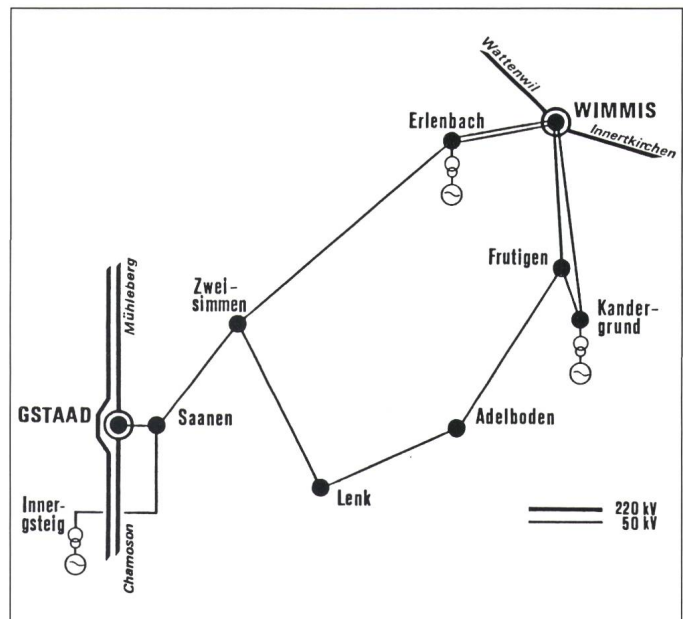 Wattenwil
WIMMIS
Innertkirchen
Erlenbach
Frutigen
Kander-
grund
Zwei-
simmen
Mühleberg
GSTAAD
Saanen
Adelboden
Lenk
Inner-
gsteig
Chamoson
220 kV
50 kV